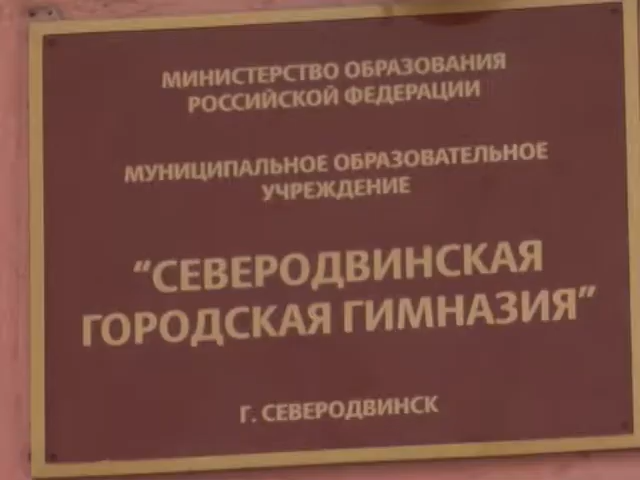 МИНИСТЕРСТВО ОБРАЗОВАНИЯ
РОССИЙСКОЙ ФЕДЕРАЦИИ
МУНИЦИПАЛЬНОЕ ОБРАЗОВАТЕЛЬНОЕ
УЧРЕЖДЕНИЕ
“СЕВЕРОДВИНСКАЯ
ГОРОДСКАЯ ГИМНАЗИЯ”
Г. СЕВЕРОДВИНСК